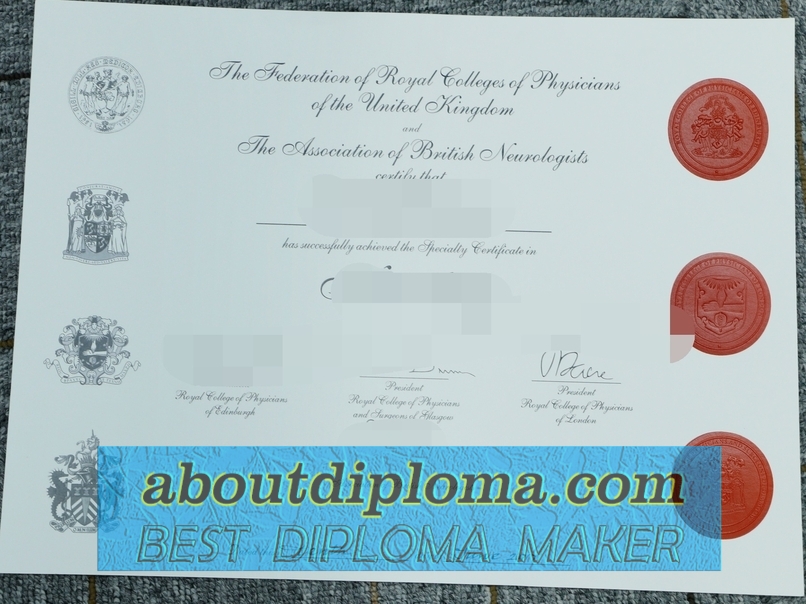 The Federation of Royal Colleges of Physicians
of the United Kingdom
and
The Association of British Neurologists
certify that
has successfully achieved the Specialty Certificate in
Royal College of Physicians
of Edinburgh
President
Royal College of Physicians
and Surgeons of Glasgow
President
Royal College of Physicians
of London
aboutdiploma.com
BEST DIPLOMA MAKER